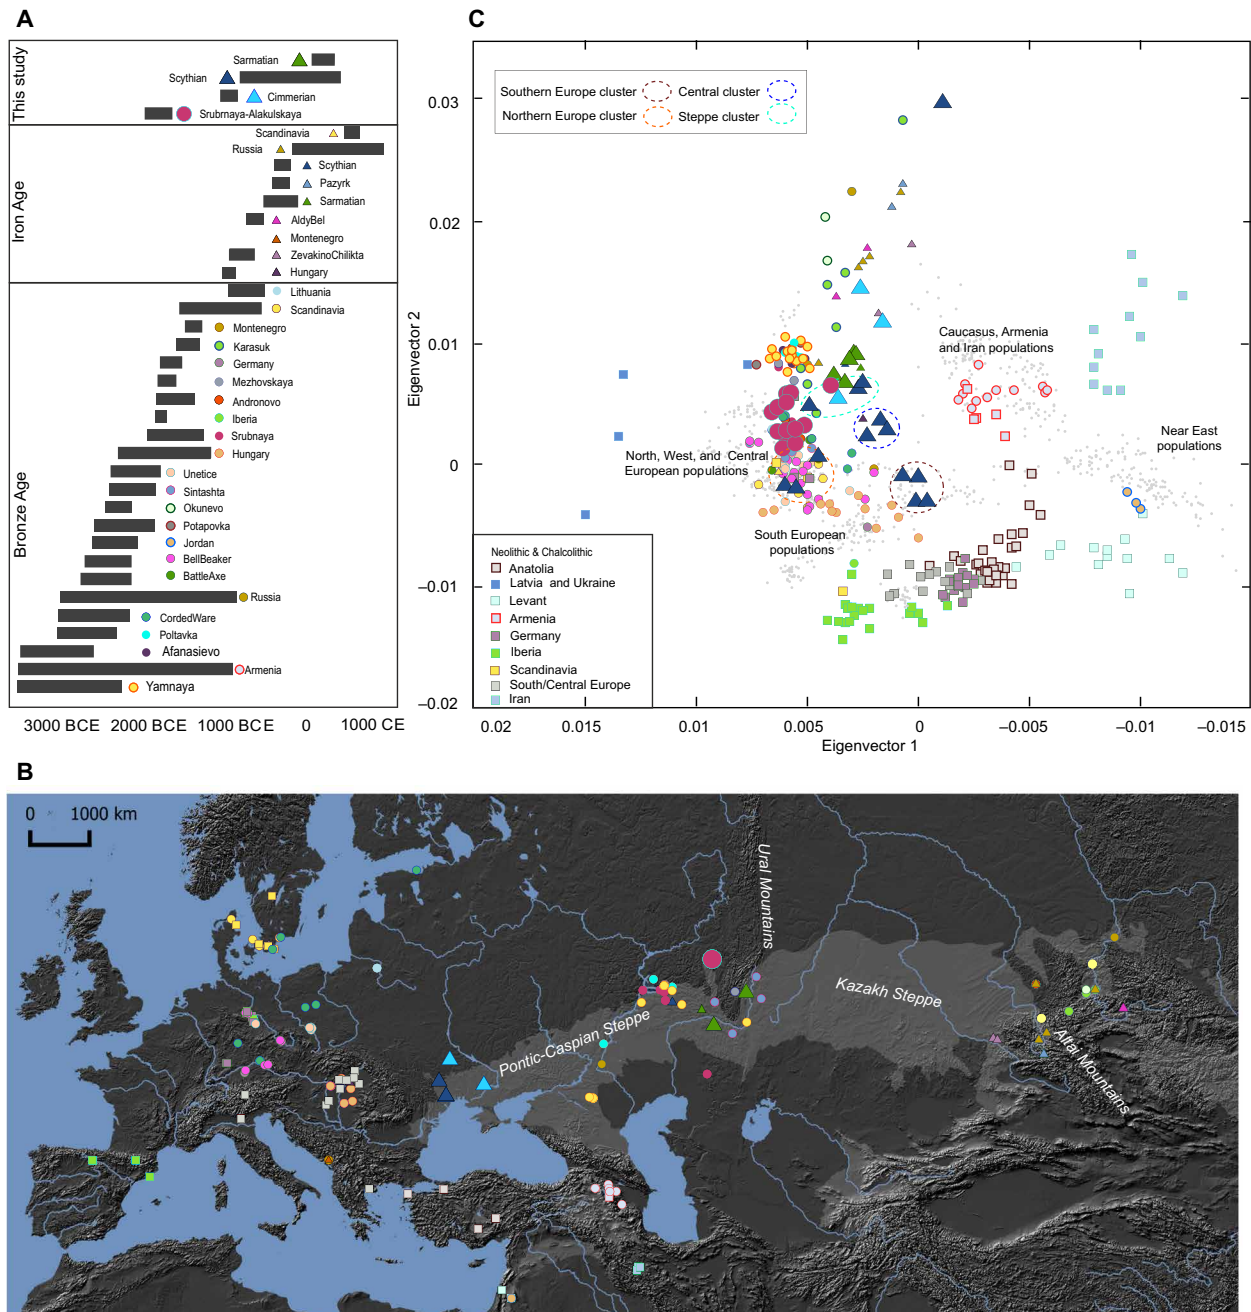 A
This study
Sarmatian
Scythian
Cimmerian
Srubrnaya-Alakulskaya
Iron Age
Scandinavia
Russia
Scythian
Pazyrk
Sarmatian
AldyBel
Montenegro
ZevakinoChilikta
Hungary
Bronze Age
Lithuania
Scandinavia
Montenegro
Karasuk
Germany
Mezhovskaya
Andronovo
Iberia
Srubnaya
Hungary
Unetice
Sintashta
Okunevo
Potapovka
Jordan
BellBeaker
BattleAxe
Russia
CordedWare
Poltavka
Afanasievo
Armenia
Yamnaya
3000 BCE 2000 BCE 1000 BCE 0 1000 CE
C
Southern Europe cluster Central cluster
Northern Europe cluster Steppe cluster
0.03
0.02
0.01
0
–0.01
–0.02
Eigenvector 2
Caucasus, Armenia
and Iran populations
Near East
populations
North, West, and Central
European populations
South European
populations
Neolithic & Chalcolithic
Anatolia
Latvia and Ukraine
Levant
Armenia
Germany
Iberia
Scandinavia
South/Central Europe
Iran
0.02 0.015 0.01 0.005 0 –0.005 –0.01 –0.015
Eigenvector 1
B
0 1000 km
Ural Mountains
Kazakh Steppe
Pontic-Caspian Steppe
Altai Mountains